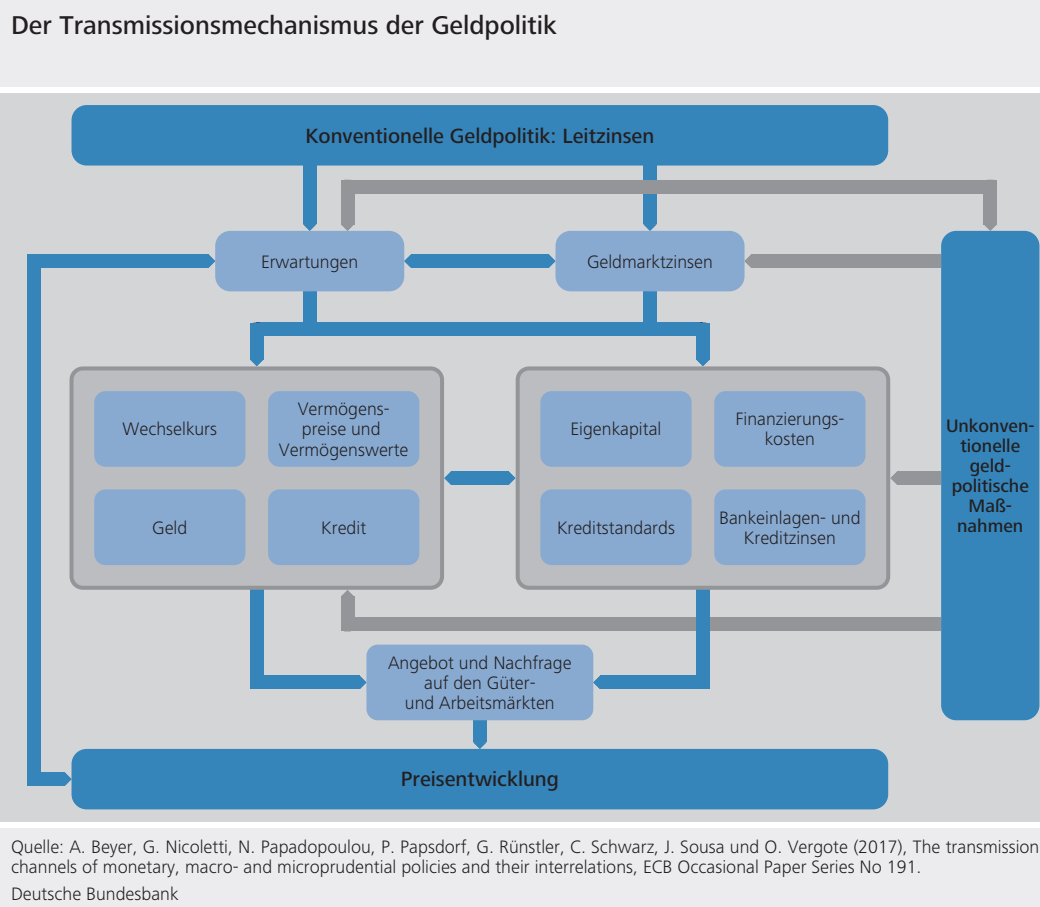 Der Transmissionsmechanismus der Geldpolitik
Konventionelle Geldpolitik: Leitzinsen
Erwartungen
Geldmarktzinsen
Wechselkurs
Vermögens-
preise und
Vermögenswerte
Geld
Kredit
Eigenkapital
Finanzierungs-
kosten
Kreditstandards
Bankeinlagen- und
Kreditzinsen
Unkonven-
tionelle
geld-
politische
Maß-
nahmen
Angebot und Nachfrage
auf den Güter-
und Arbeitsmärkten
Preisentwicklung
Quelle: A. Beyer, G. Nicoletti, N. Papadopoulou, P. Papsdorf, G. Rünstler, C. Schwarz, J. Sousa und O. Vergote (2017), The transmission
channels of monetary, macro- and microprudential policies and their interrelations, ECB Occasional Paper Series No 191.
Deutsche Bundesbank